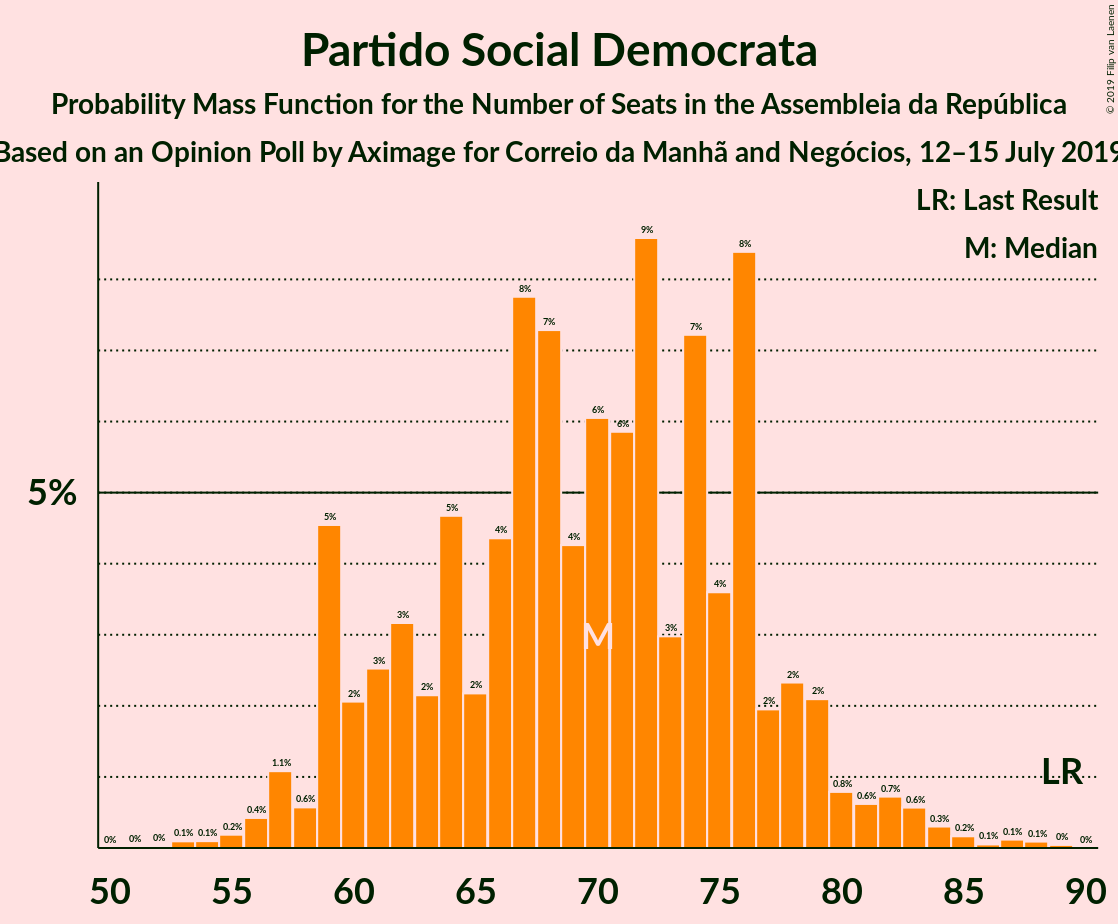 © 2019 Filip van Laenen
Partido Social Democrata
Probability Mass Function for the Number of Seats in the Assembleia da República
Based on an Opinion Poll by Aximage for Correio da Manhã and Negócios, 12–15 July 2019
LR: Last Result
M: Median
5%
0% 0% 0% 0.1% 0.1% 0.2% 0.4% 1.1% 0.6% 5% 2% 3% 3% 2% 5% 2% 4% 8% 7% 4% 6% 6% 9% 3% 7% 4% 8% 2% 2% 2% 0.8% 0.6% 0.7% 0.6% 0.3% 0.2% 0.1% 0.1% 0.1% 0% 0%
M
LR
50 55 60 65 70 75 80 85 90